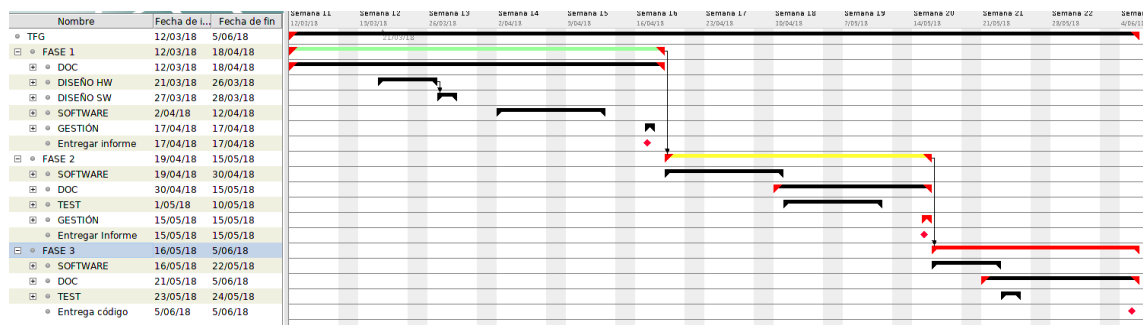 Nombre Fecha de i... Fecha de fin
Semana 11 Semana 12 Semana 13 Semana 14 Semana 15 Semana 16 Semana 17 Semana 18 Semana 19 Semana 20 Semana 21 Semana 22 Sema
12/03/18 19/03/18 26/03/18 2/04/18 9/04/18 16/04/18 22/04/18 30/04/18 7/05/18 14/05/18 21/05/18 28/05/18 4/06/18
21/03/18
TFG 12/03/18 5/06/18
FASE 1 12/03/18 18/04/18
DOC 12/03/18 18/04/18
DISEÑO HW 21/03/18 26/03/18
DISEÑO SW 27/03/18 28/03/18
SOFTWARE 2/04/18 12/04/18
GESTIÓN 17/04/18 17/04/18
Entregar informe 17/04/18 17/04/18
FASE 2 19/04/18 15/05/18
SOFTWARE 19/04/18 30/04/18
DOC 30/04/18 15/05/18
TEST 1/05/18 10/05/18
GESTIÓN 15/05/18 15/05/18
Entregar Informe 15/05/18 15/05/18
FASE 3 16/05/18 5/06/18
SOFTWARE 16/05/18 22/05/18
DOC 21/05/18 5/06/18
TEST 23/05/18 24/05/18
Entrega código 5/06/18 5/06/18